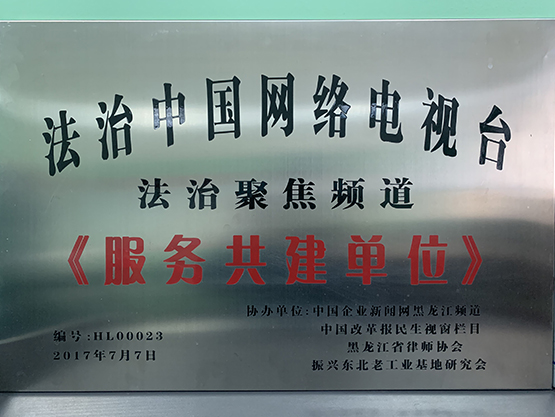 法治中国网络电视台
法治聚焦频道
《服务共建单位》
协办单位:中国企业新闻网黑龙江频道
中国改革报民生视窗栏目
黑龙江省律师协会
振兴东北老工业基地研究会
编号:HL00023
2017年7月7日